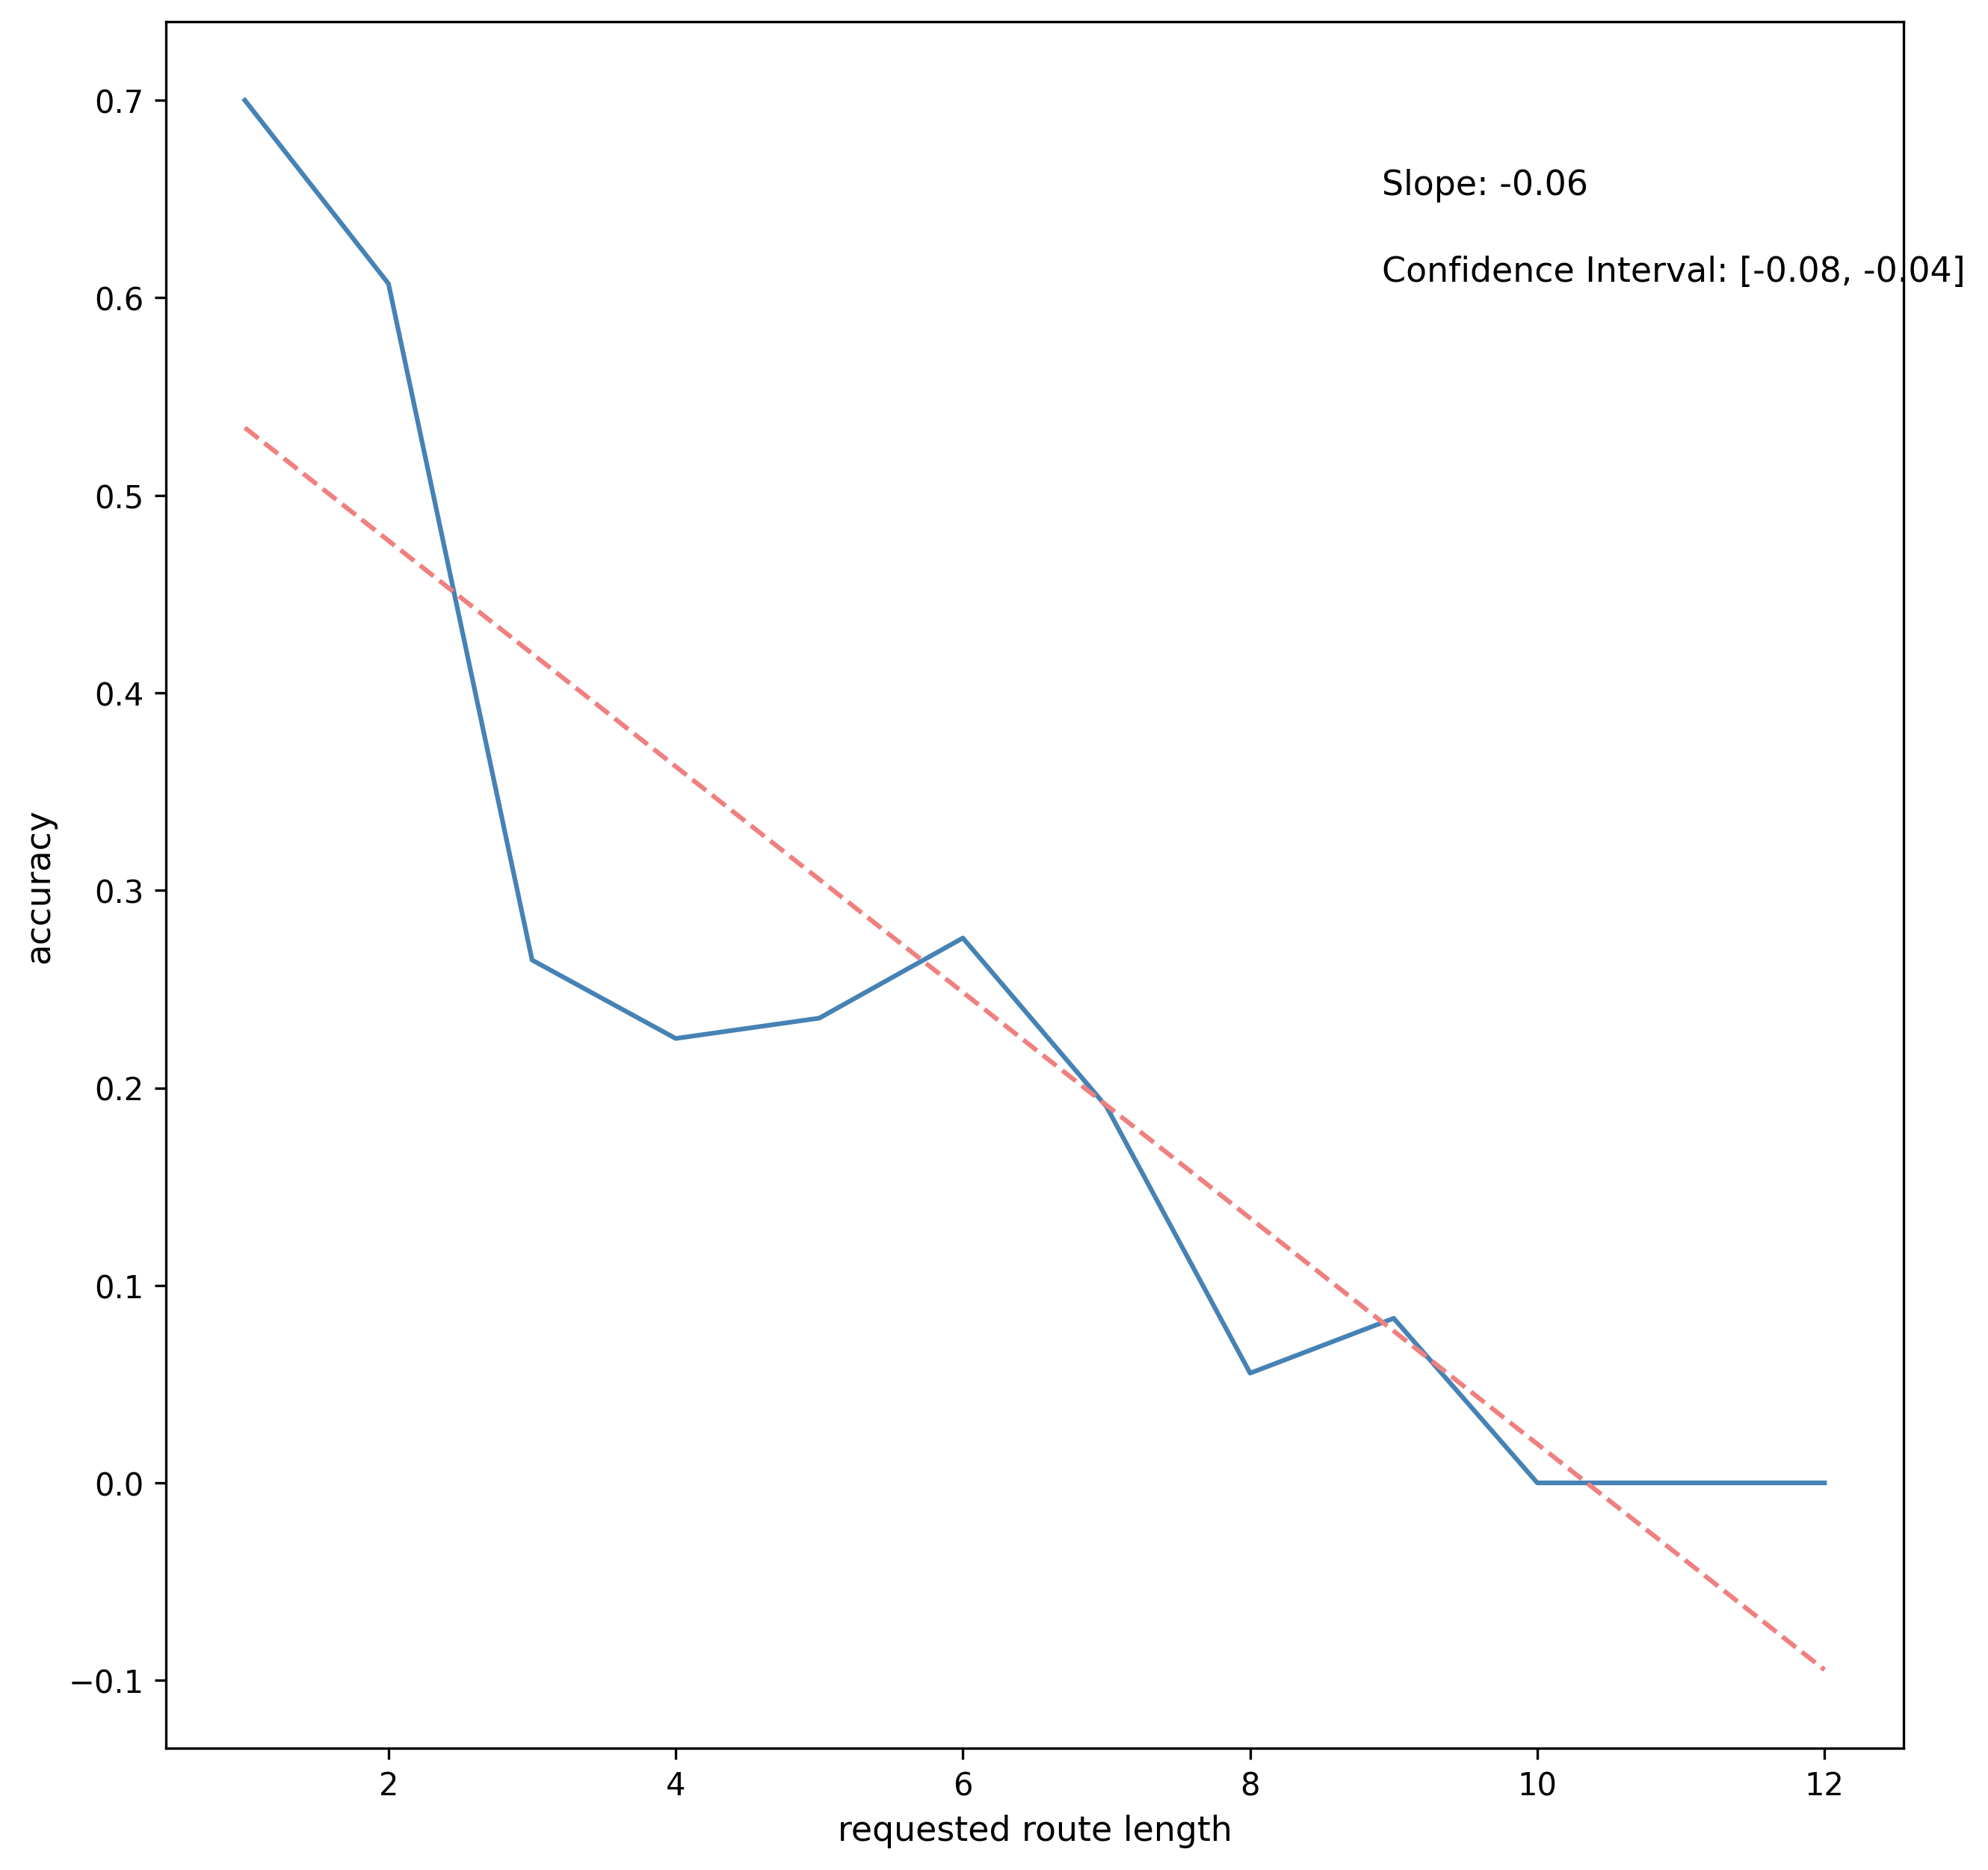 0.7
0.6
0.5
0.4
0.3
0.2
0.1
0.0
−0.1
accuracy
Slope: -0.06
Confidence Interval: [-0.08, -0.04]
2 4 6 8 10 12
requested route length